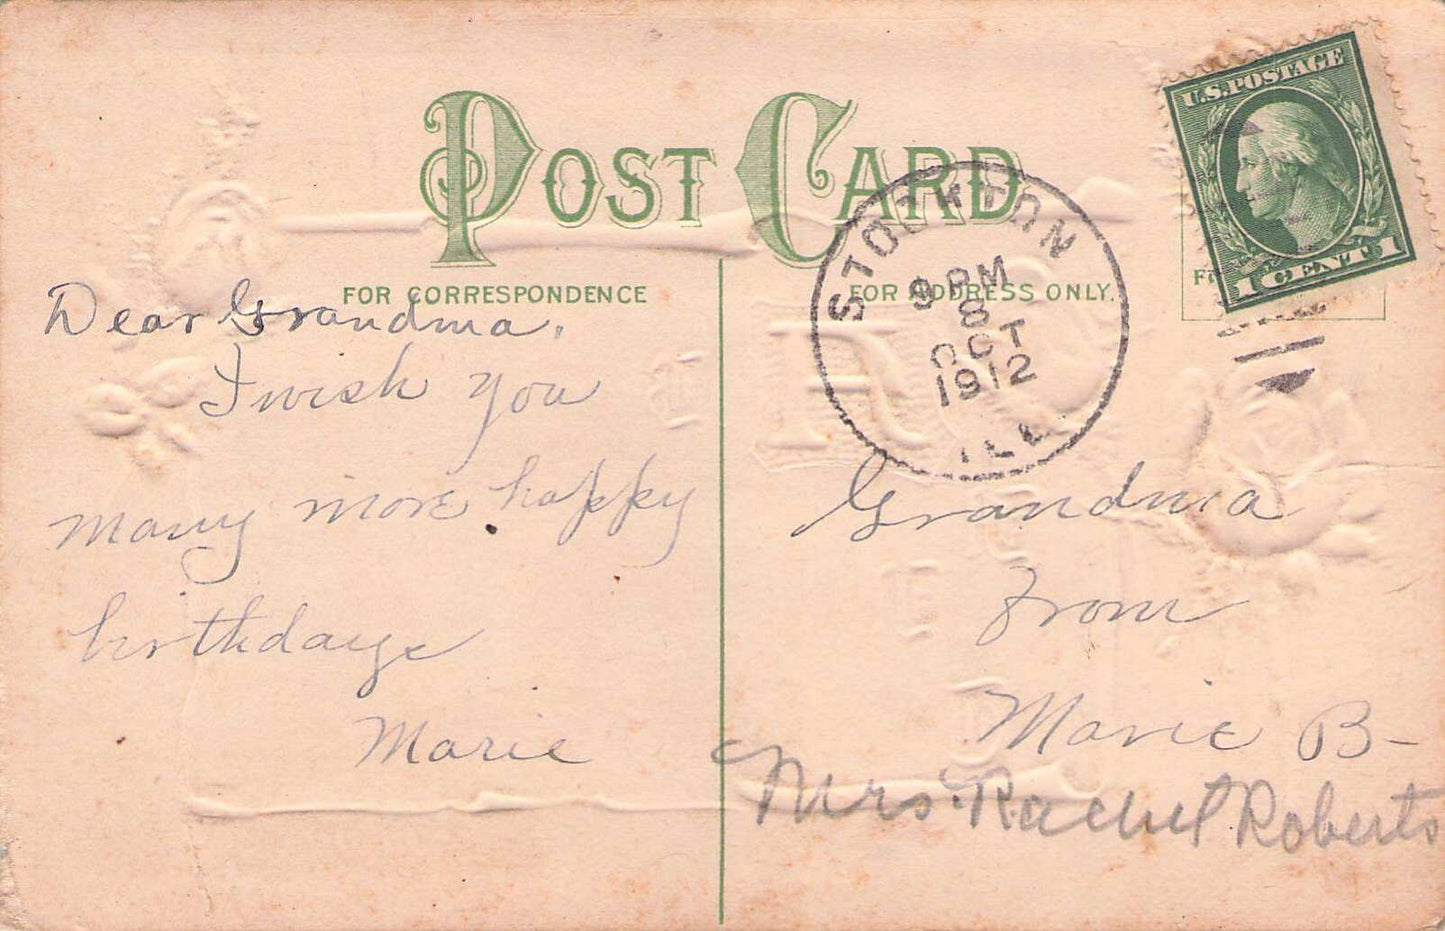 POST CARD
FOR CORRESPONDENCE
Dear Grandma,
I wish you
many more happy
birthdays
Marie
FOR ADDRESS ONLY.
U.S. POSTAGE
1 CENT 1
STOCKTON
9 PM
8
OCT
1912
ILL
Grandma
From
Marie B-
Mrs. Rachel Roberts